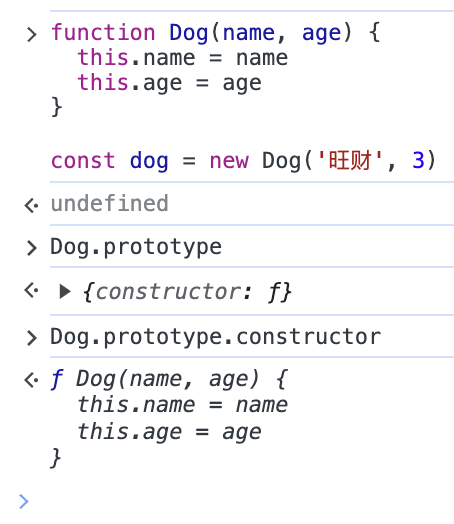 function Dog(name, age) {
  this.name = name
  this.age = age
}
const dog = new Dog('旺财', 3)
undefined
Dog.prototype
{constructor: ƒ}
Dog.prototype.constructor
ƒ Dog(name, age) {
  this.name = name
  this.age = age
}